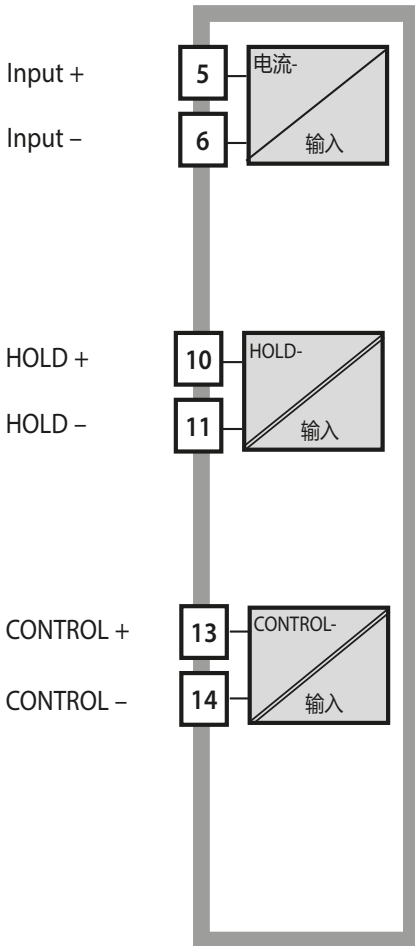 Input +
5
电流-
Input –
6
输入
HOLD +
10
HOLD-
HOLD –
11
输入
CONTROL +
13
CONTROL-
CONTROL –
14
输入